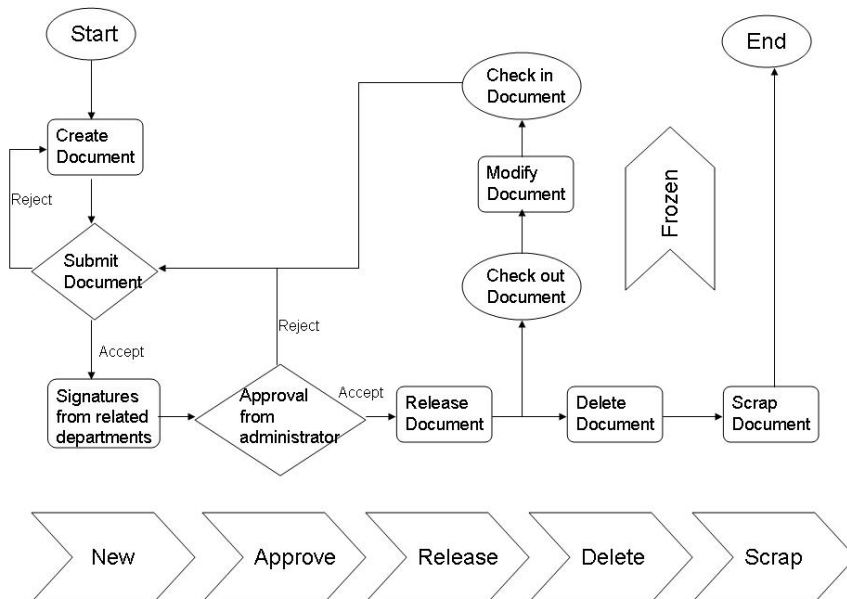 Start
End
Check in
Document
Create
Document
Modify
Document
Frozen
Reject
Submit
Document
Check out
Document
Reject
Accept
Signatures
from related
departments
Approval
from
administrator
Accept
Release
Document
Delete
Document
Scrap
Document
New
Approve
Release
Delete
Scrap